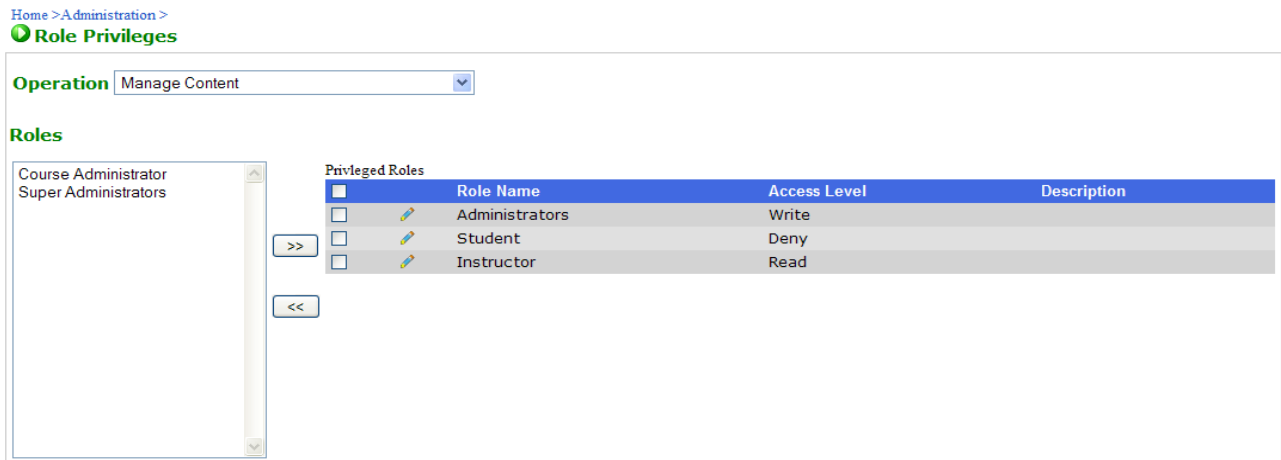 Home >Administration >
Role Privileges
Operation Manage Content
Roles
Course Administrator
Super Administrators
>>
<<
Privleged Roles
Role Name Access Level Description
Administrators Write
Student Deny
Instructor Read